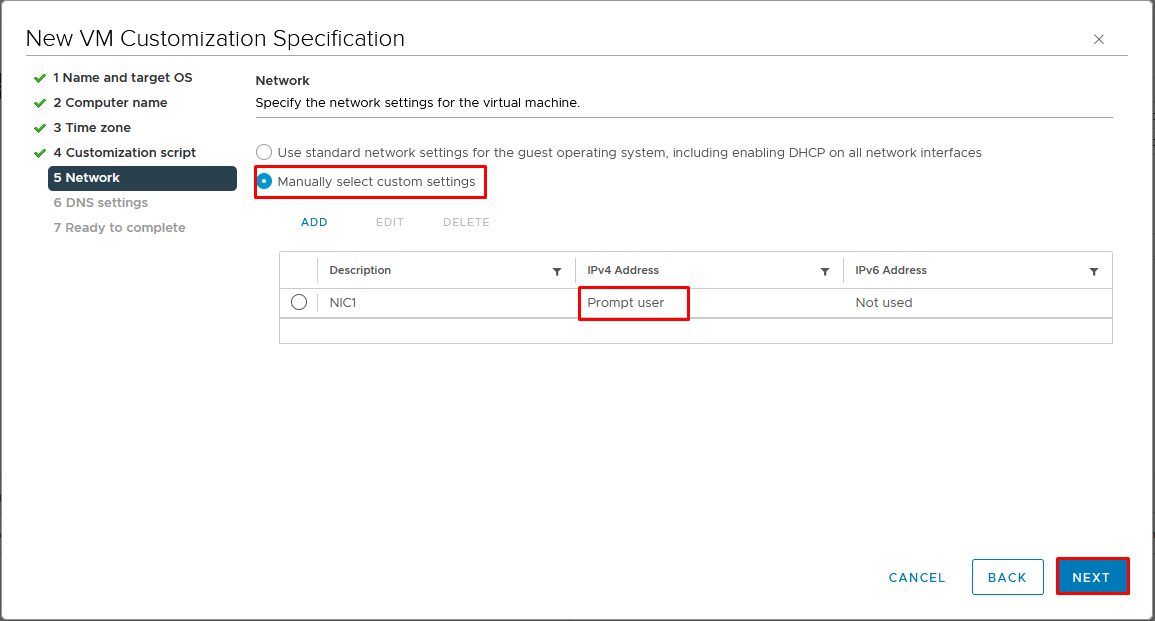 New VM Customization Specification
1 Name and target OS
2 Computer name
3 Time zone
4 Customization script
5 Network
6 DNS settings
7 Ready to complete
Network
Specify the network settings for the virtual machine.
Use standard network settings for the guest operating system, including enabling DHCP on all network interfaces
Manually select custom settings
ADD EDIT DELETE
Description IPv4 Address IPv6 Address
NIC1 Prompt user Not used
CANCEL BACK NEXT